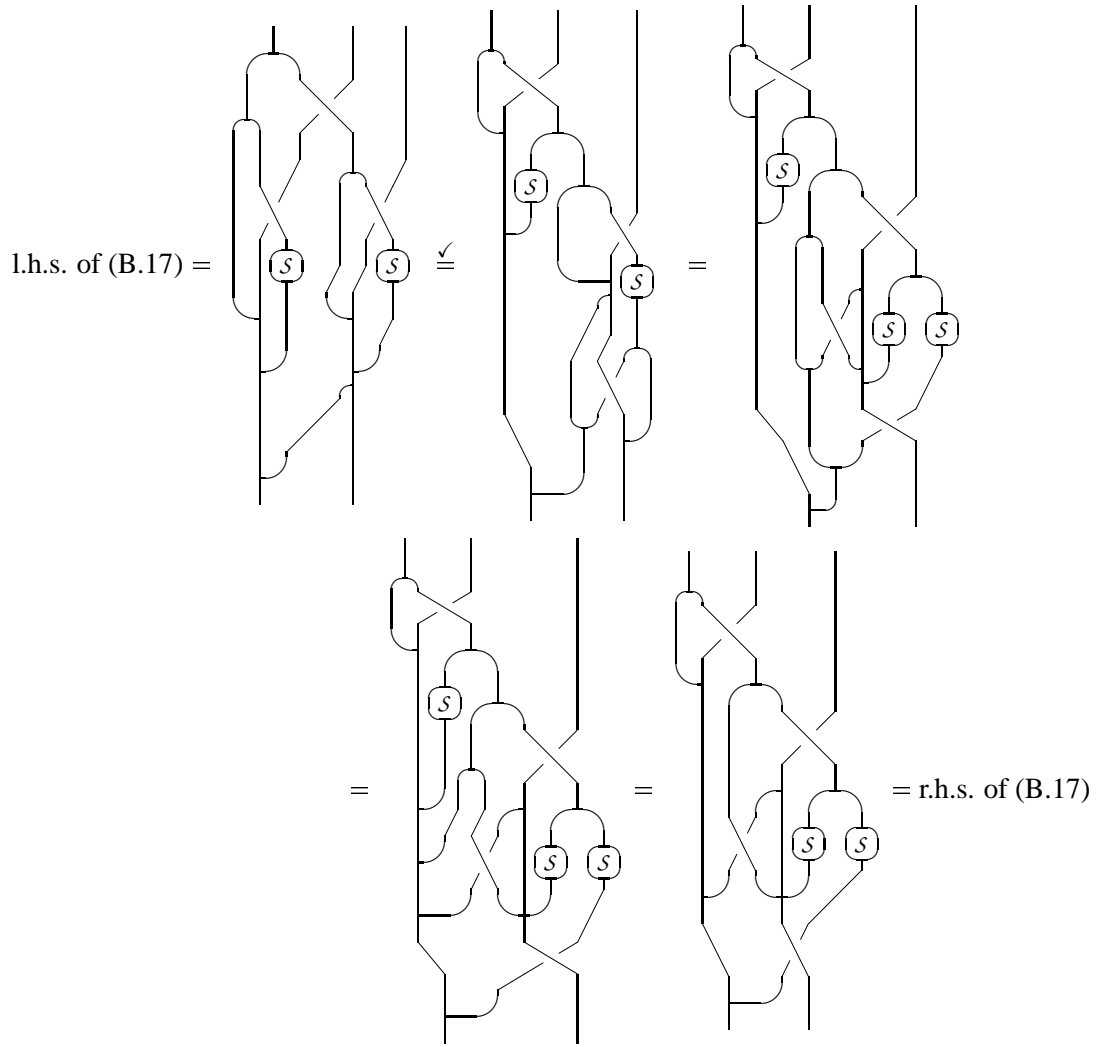 S
S
S
S S
l.h.s. of (B.17) = S S ✓= S =
S
S S
= = = r.h.s. of (B.17)
S S
S S